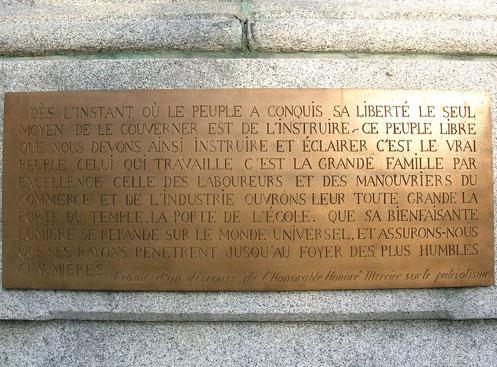 DÈS L'INSTANT OÙ LE PEUPLE A CONQUIS SA LIBERTÉ LE SEUL
MOYEN DE LE GOUVERNER EST DE L'INSTRUIRE.-CE PEUPLE LIBRE
QUE NOUS DEVONS AINSI INSTRUIRE ET ÉCLAIRER C'EST LE VRAI
PEUPLE CELUI QUI TRAVAILLE C'EST LA GRANDE FAMILLE PAR
EXCELLENCE CELLE DES LABOUREURS ET DES MANOUVRIERS DU
COMMERCE ET DE L'INDUSTRIE OUVRONS LEUR TOUTE GRANDE LA
PORTE DU TEMPLE, LA PORTE DE L'ÉCOLE. QUE SA BIENFAISANTE
LUMIÈRE SE RÉPANDE SUR LE MONDE UNIVERSEL, ET ASSURONS-NOUS
QUE SES RAYONS PÉNÈTRENT JUSQU'AU FOYER DES PLUS HUMBLES
CHAUMIÈRES.
Extrait d'un discours de l'Honorable Honoré Mercier sur le patriotisme